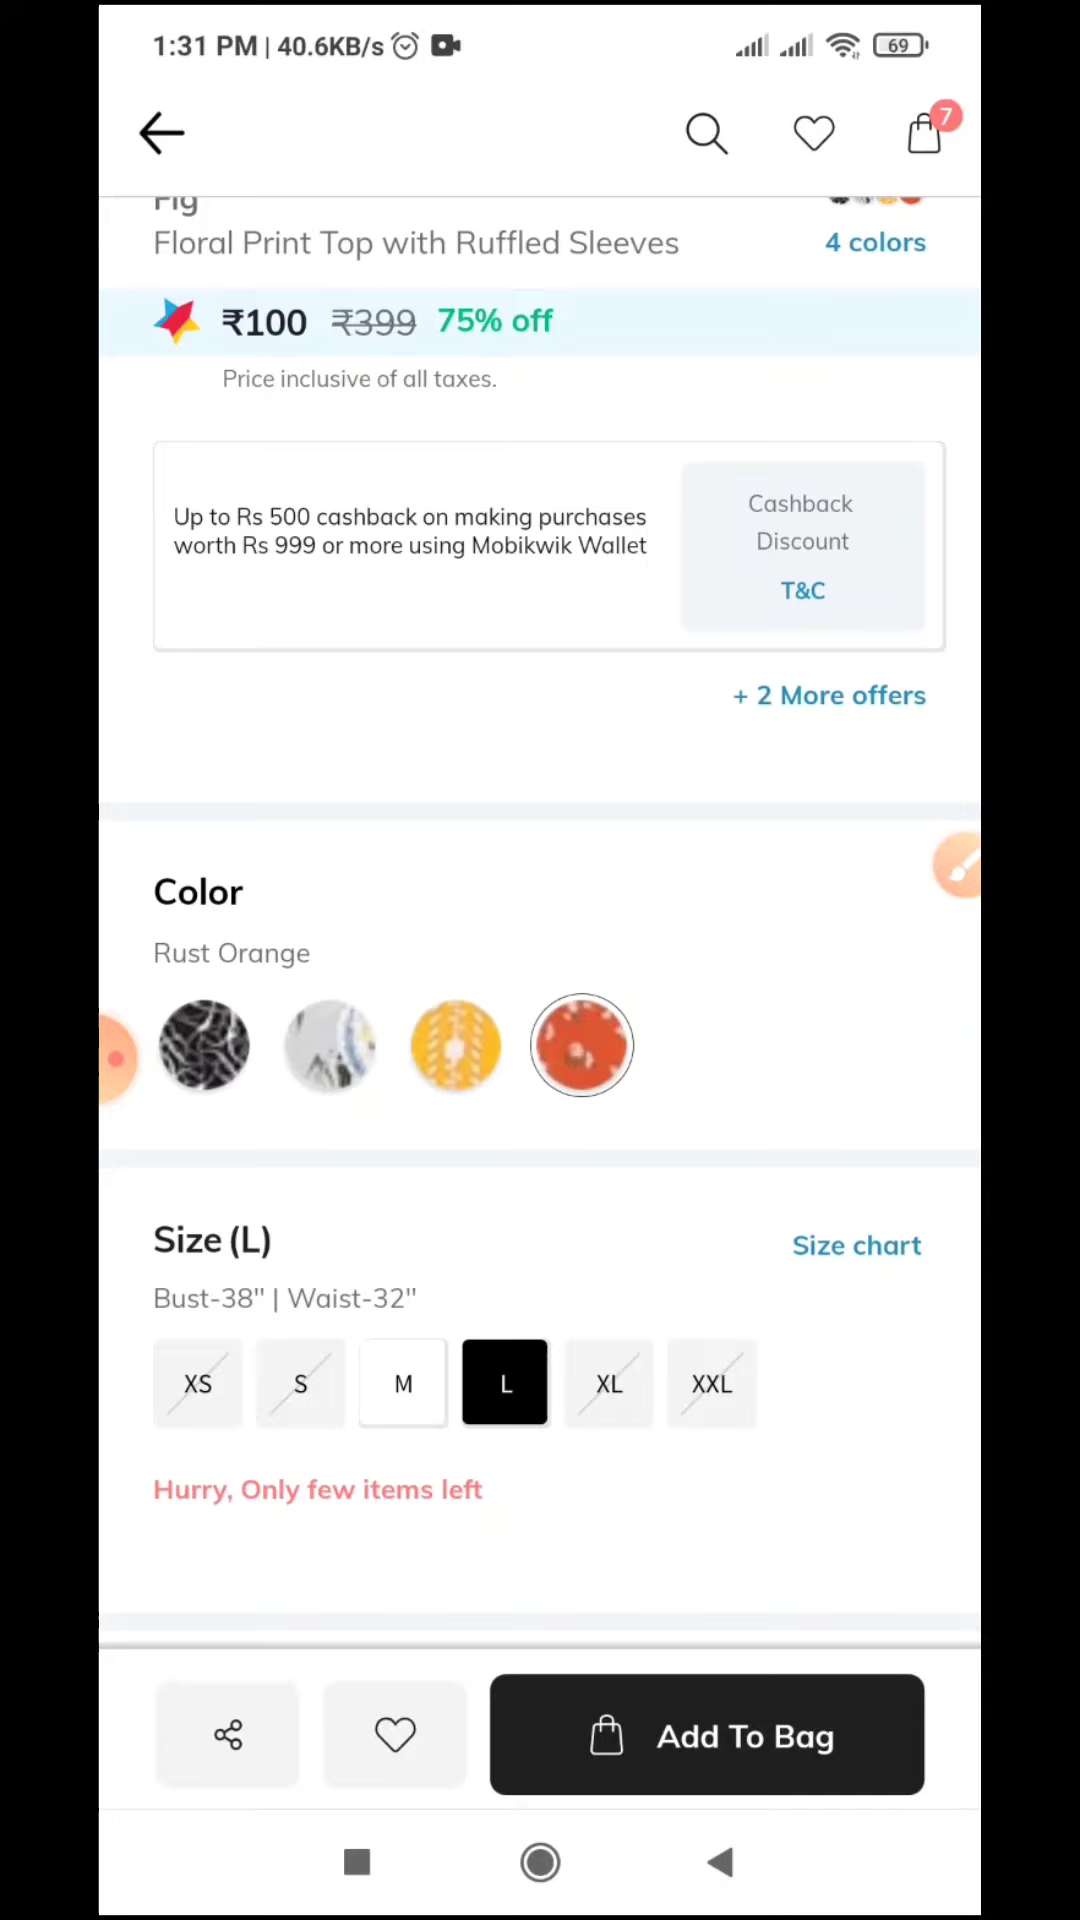 1:31 PM | 40.6KB/s
69
7
Fig
Floral Print Top with Ruffled Sleeves
4 colors
₹100 ₹399 75% off
Price inclusive of all taxes.
Up to Rs 500 cashback on making purchases
worth Rs 999 or more using Mobikwik Wallet
Cashback
Discount
T&C
+ 2 More offers
Color
Rust Orange
Size (L)
Size chart
Bust-38" | Waist-32"
XS S M L XL XXL
Hurry, Only few items left
Add To Bag